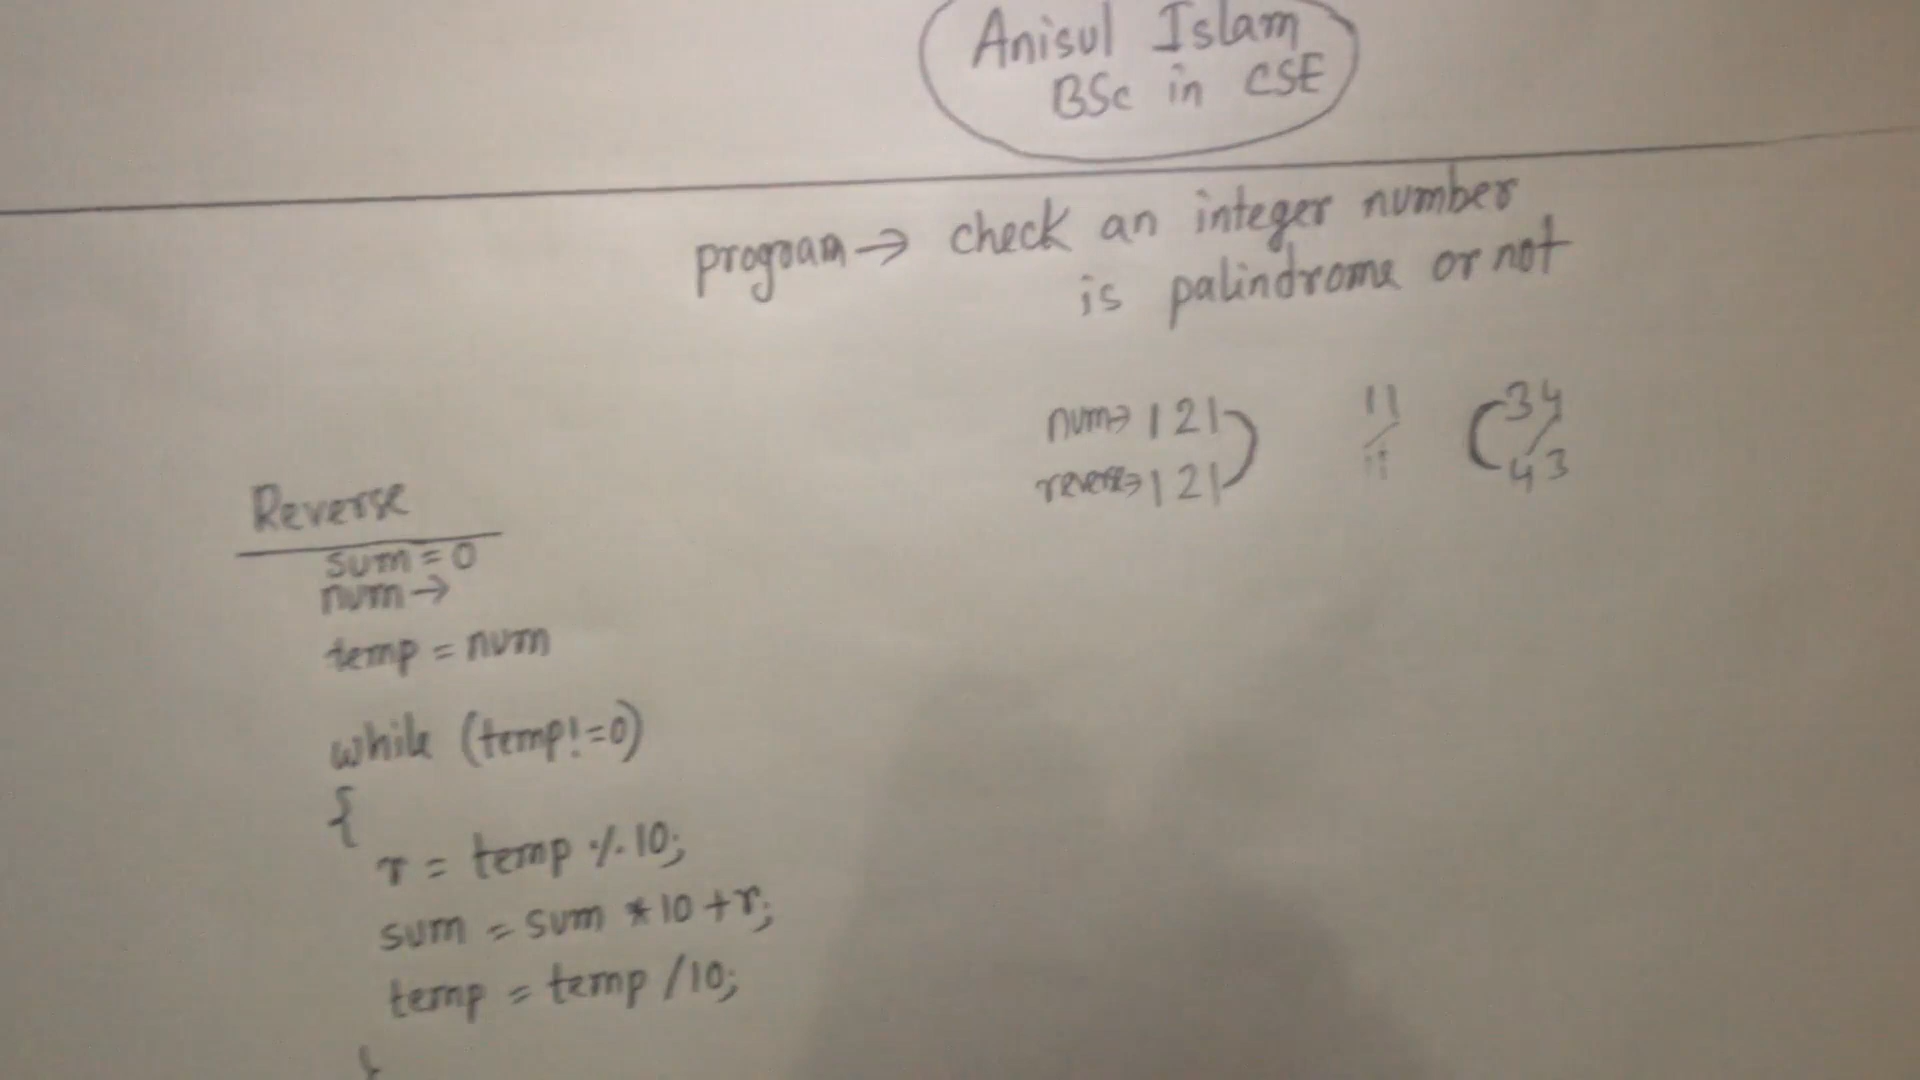 Anisul Islam
BSc in CSE
program → check an integer number
is palindrome or not
num→ 121
reverse→ 121
11
11
34
43
Reverse
sum = 0
num →
temp = num
while (temp!=0)
{
r = temp % 10;
sum = sum * 10 + r;
temp = temp / 10;
}